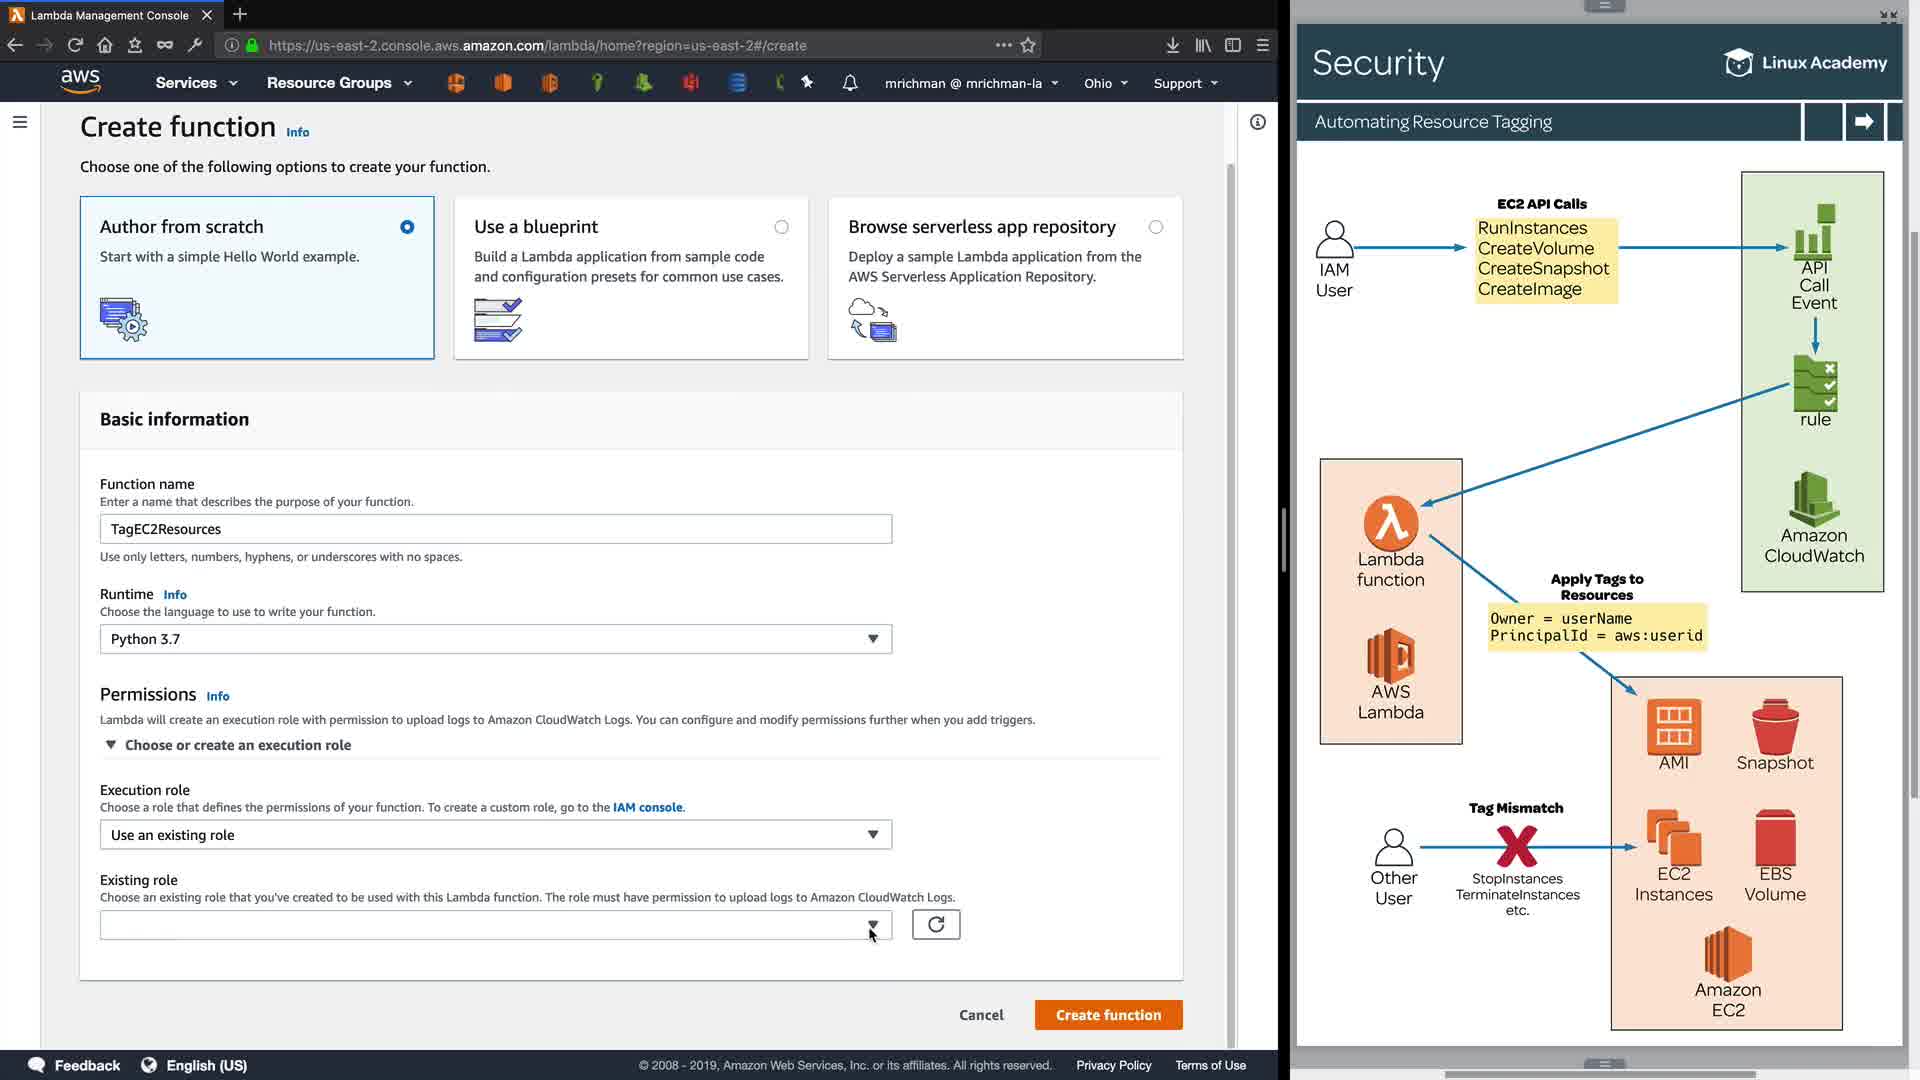 Lambda Management Console
https://us-east-2.console.aws.amazon.com/lambda/home?region=us-east-2#/create
aws
Services
Resource Groups
mrichman @ mrichman-la
Ohio
Support
Create function Info
Choose one of the following options to create your function.
Author from scratch
Start with a simple Hello World example.
Use a blueprint
Build a Lambda application from sample code
and configuration presets for common use cases.
Browse serverless app repository
Deploy a sample Lambda application from the
AWS Serverless Application Repository.
Basic information
Function name
Enter a name that describes the purpose of your function.
TagEC2Resources
Use only letters, numbers, hyphens, or underscores with no spaces.
Runtime Info
Choose the language to use to write your function.
Python 3.7
Permissions Info
Lambda will create an execution role with permission to upload logs to Amazon CloudWatch Logs. You can configure and modify permissions further when you add triggers.
Choose or create an execution role
Execution role
Choose a role that defines the permissions of your function. To create a custom role, go to the IAM console.
Use an existing role
Existing role
Choose an existing role that you've created to be used with this Lambda function. The role must have permission to upload logs to Amazon CloudWatch Logs.
Cancel
Create function
Feedback
English (US)
© 2008 - 2019, Amazon Web Services, Inc. or its affiliates. All rights reserved.
Privacy Policy
Terms of Use
Security
Linux Academy
Automating Resource Tagging
IAM
User
EC2 API Calls
RunInstances
CreateVolume
CreateSnapshot
CreateImage
API
Call
Event
rule
Amazon
CloudWatch
Lambda
function
AWS
Lambda
Apply Tags to
Resources
Owner = userName
PrincipalId = aws:userid
AMI
Snapshot
Tag Mismatch
Other
User
StopInstances
TerminateInstances
etc.
EC2
Instances
EBS
Volume
Amazon
EC2